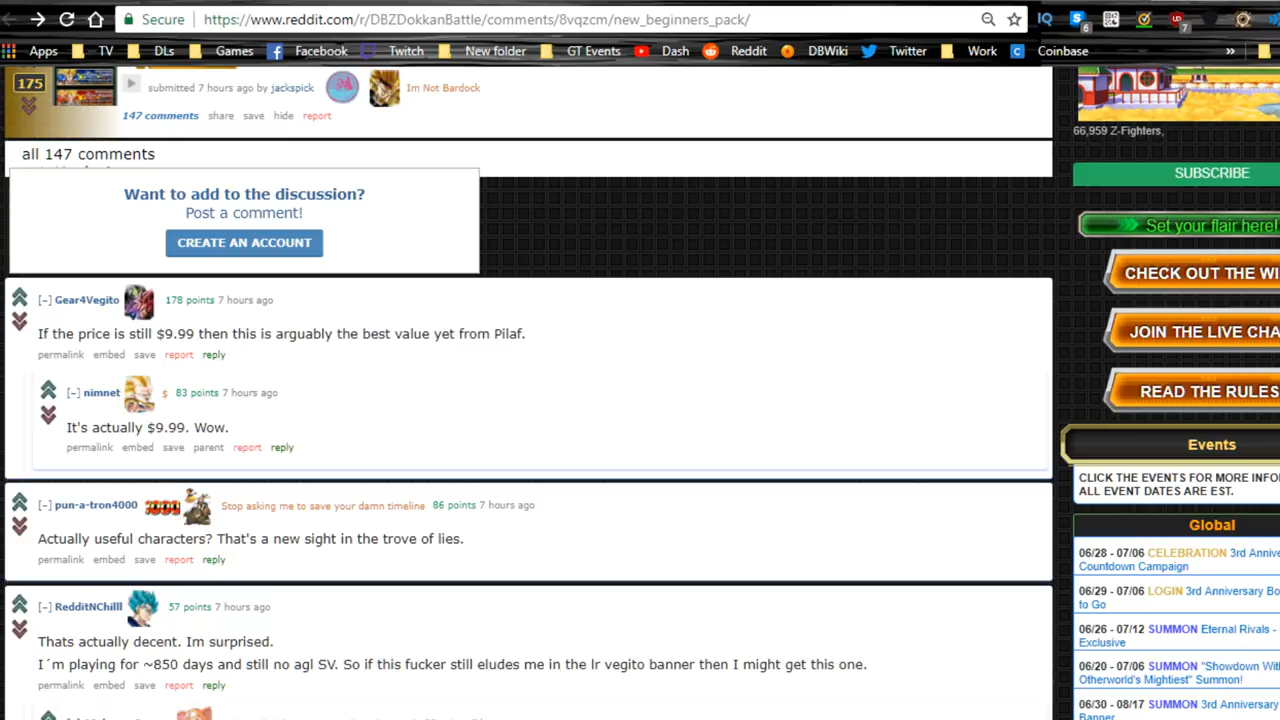 Secure https://www.reddit.com/r/DBZDokkanBattle/comments/8vqzcm/new_beginners_pack/
6
7
Apps TV DLs Games Facebook Twitch New folder GT Events Dash Reddit DBWiki Twitter Work Coinbase »
175
submitted 7 hours ago by jackspick Im Not Bardock
147 comments share save hide report
all 147 comments
Want to add to the discussion?
Post a comment!
CREATE AN ACCOUNT
[–] Gear4Vegito 178 points 7 hours ago
If the price is still $9.99 then this is arguably the best value yet from Pilaf.
permalink embed save report reply
[–] nimnet $ 83 points 7 hours ago
It's actually $9.99. Wow.
permalink embed save parent report reply
[–] pun-a-tron4000 Stop asking me to save your damn timeline 86 points 7 hours ago
Actually useful characters? That's a new sight in the trove of lies.
permalink embed save report reply
[–] RedditNChilll 57 points 7 hours ago
Thats actually decent. Im surprised.
I´m playing for ~850 days and still no agl SV. So if this fucker still eludes me in the lr vegito banner then I might get this one.
permalink embed save report reply
66,959 Z-Fighters,
SUBSCRIBE
Set your flair here!
CHECK OUT THE WI
JOIN THE LIVE CHA
READ THE RULES
Events
CLICK THE EVENTS FOR MORE INFO
ALL EVENT DATES ARE EST.
Global
06/28 - 07/06 CELEBRATION 3rd Annive
Countdown Campaign
06/29 - 07/06 LOGIN 3rd Anniversary Bo
to Go
06/26 - 07/12 SUMMON Eternal Rivals -
Exclusive
06/20 - 07/06 SUMMON "Showdown Wit
Otherworld's Mightiest" Summon!
06/30 - 08/17 SUMMON 3rd Anniversary
Banner